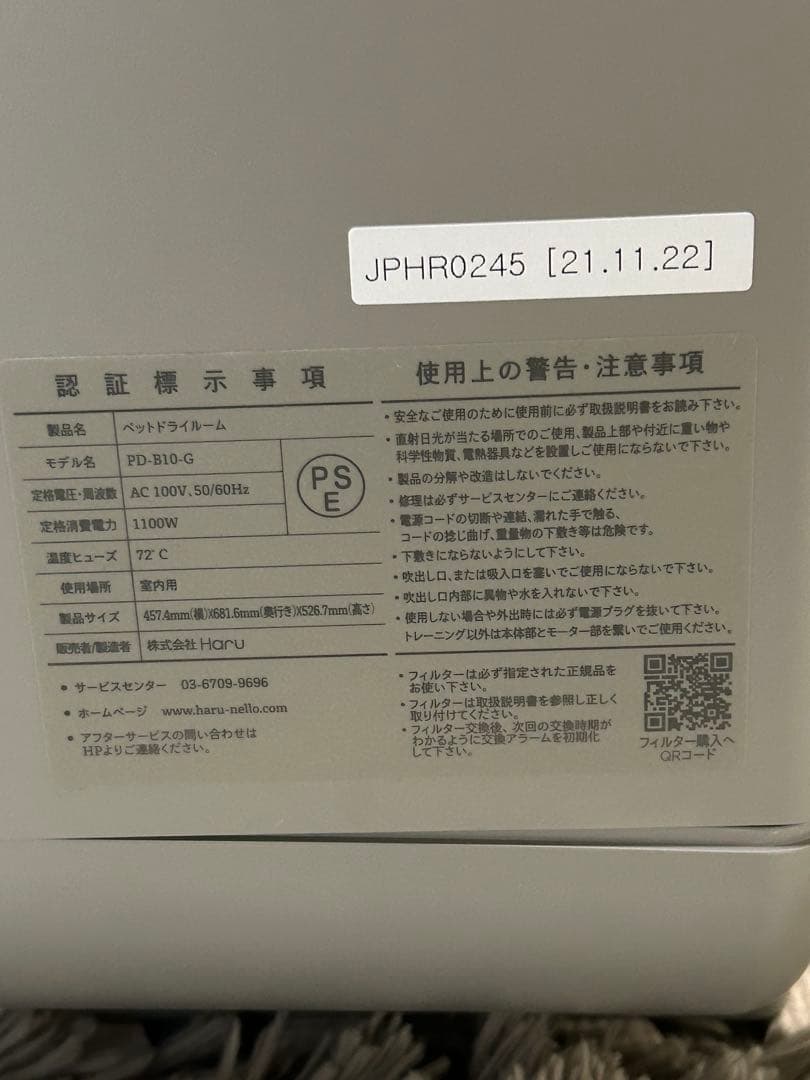 JPHR0245 [21.11.22]
認証標示事項
製品名 ペットドライルーム
モデル名 PD-B10-G
定格電圧・周波数 AC 100V、50/60Hz
定格消費電力 1100W
PS
E
温度ヒューズ 72°C
使用場所 室内用
製品サイズ 457.4mm(横)X681.6mm(奥行き)X526.7mm(高さ)
販売者/製造者 株式会社Haru
• サービスセンター 03-6709-9696
• ホームページ www.haru-nello.com
• アフターサービスの問い合わせは
HPよりご連絡ください。
使用上の警告・注意事項
• 安全なご使用のために使用前に必ず取扱説明書をお読み下さい。
• 直射日光が当たる場所でのご使用、製品上部や付近に重い物や
科学性物質、電熱器具などを設置しご使用にならないで下さい。
• 製品の分解や改造はしないでください。
• 修理は必ずサービスセンターにご連絡ください。
• 電源コードの切断や連結、濡れた手で触る、
コードの捻じ曲げ、重量物の下敷き等は危険です。
• 下敷きにならないようにして下さい。
• 吹出し口、または吸入口を塞いでご使用にならないで下さい。
• 吹出し口内部に異物や水を入れないで下さい。
• 使用しない場合や外出時には必ず電源プラグを抜いて下さい。
トレーニング以外は本体部とモーター部を繋いでご使用ください。
• フィルターは必ず指定された正規品を
お使い下さい。
• フィルターは取扱説明書を参照し正しく
取り付けてください。
• フィルター交換後、次回の交換時期が
わかるように交換アラームを初期化
して下さい。
フィルター購入へ
QRコード